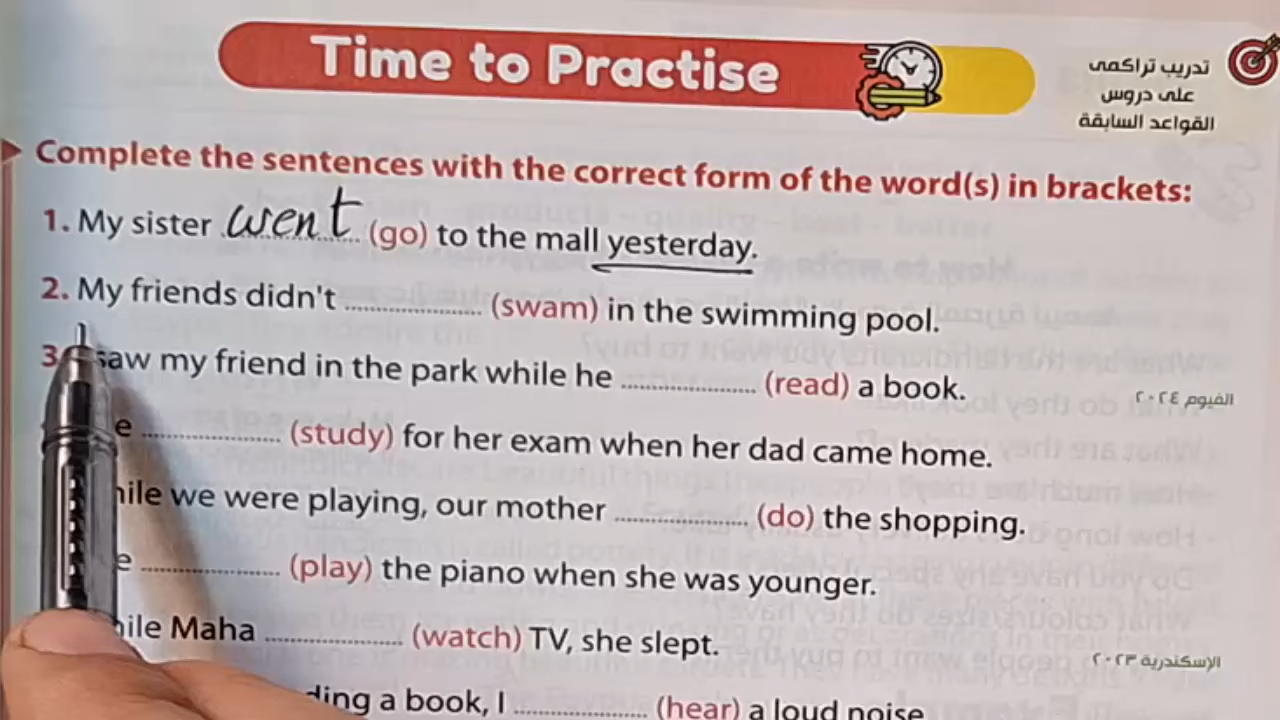 Time to Practise
تدريب تراكمى
على دروس
القواعد السابقة
Complete the sentences with the correct form of the word(s) in brackets:
1. My sister went (go) to the mall yesterday.
2. My friends didn't .................... (swam) in the swimming pool.
3. saw my friend in the park while he .................... (read) a book. الفيوم ٢٠٢٤
.................... (study) for her exam when her dad came home.
we were playing, our mother .................... (do) the shopping.
.................... (play) the piano when she was younger.
Maha .................... (watch) TV, she slept. الإسكندرية ٢٠٢٣
a book, I .................... (hear) a loud noise